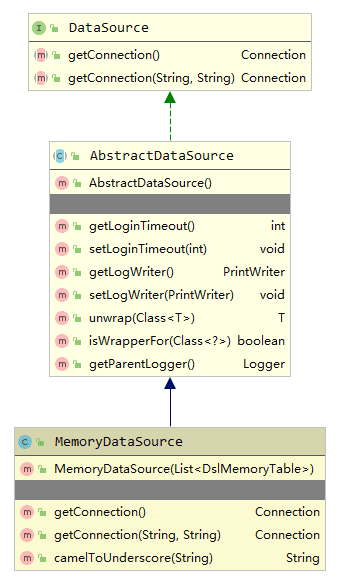 DataSource
getConnection() Connection
getConnection(String, String) Connection
AbstractDataSource
AbstractDataSource()
getLoginTimeout() int
setLoginTimeout(int) void
getLogWriter() PrintWriter
setLogWriter(PrintWriter) void
unwrap(Class<T>) T
isWrapperFor(Class<?>) boolean
getParentLogger() Logger
MemoryDataSource
MemoryDataSource(List<DslMemoryTable>)
getConnection() Connection
getConnection(String, String) Connection
camelToUnderscore(String) String